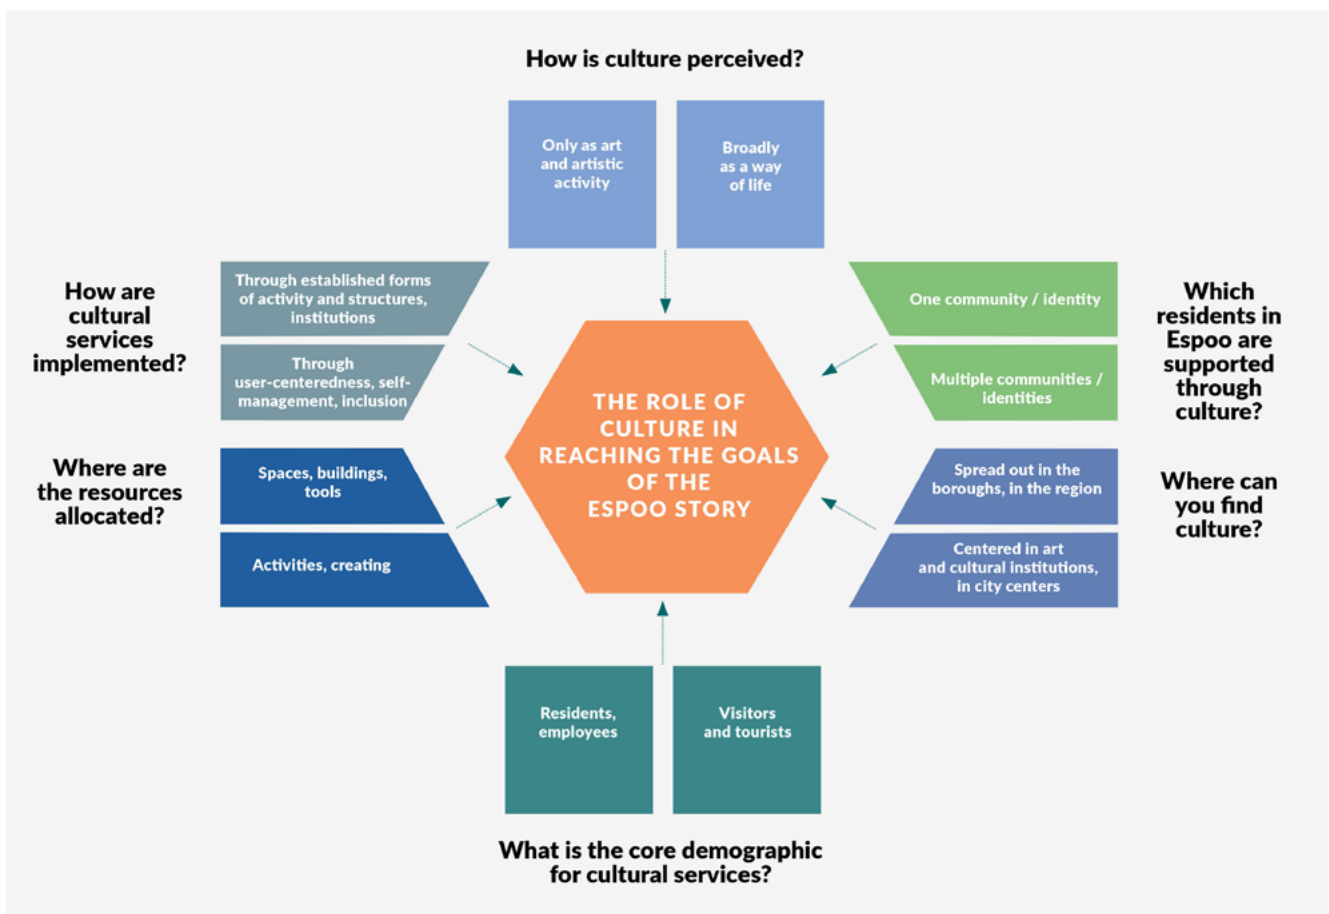 How is culture perceived?
Only as art
and artistic
activity
Broadly
as a way
of life
How are
cultural
services
implemented?
Through established forms
of activity and structures,
institutions
Through
user-centeredness, self-
management, inclusion
One community / identity
Multiple communities /
identities
Which
residents in
Espoo are
supported
through
culture?
THE ROLE OF
CULTURE IN
REACHING THE GOALS
OF THE
ESPOO STORY
Where are
the resources
allocated?
Spaces, buildings,
tools
Activities, creating
Spread out in the
boroughs, in the region
Centered in art
and cultural institutions,
in city centers
Where can
you find
culture?
Residents,
employees
Visitors
and tourists
What is the core demographic
for cultural services?